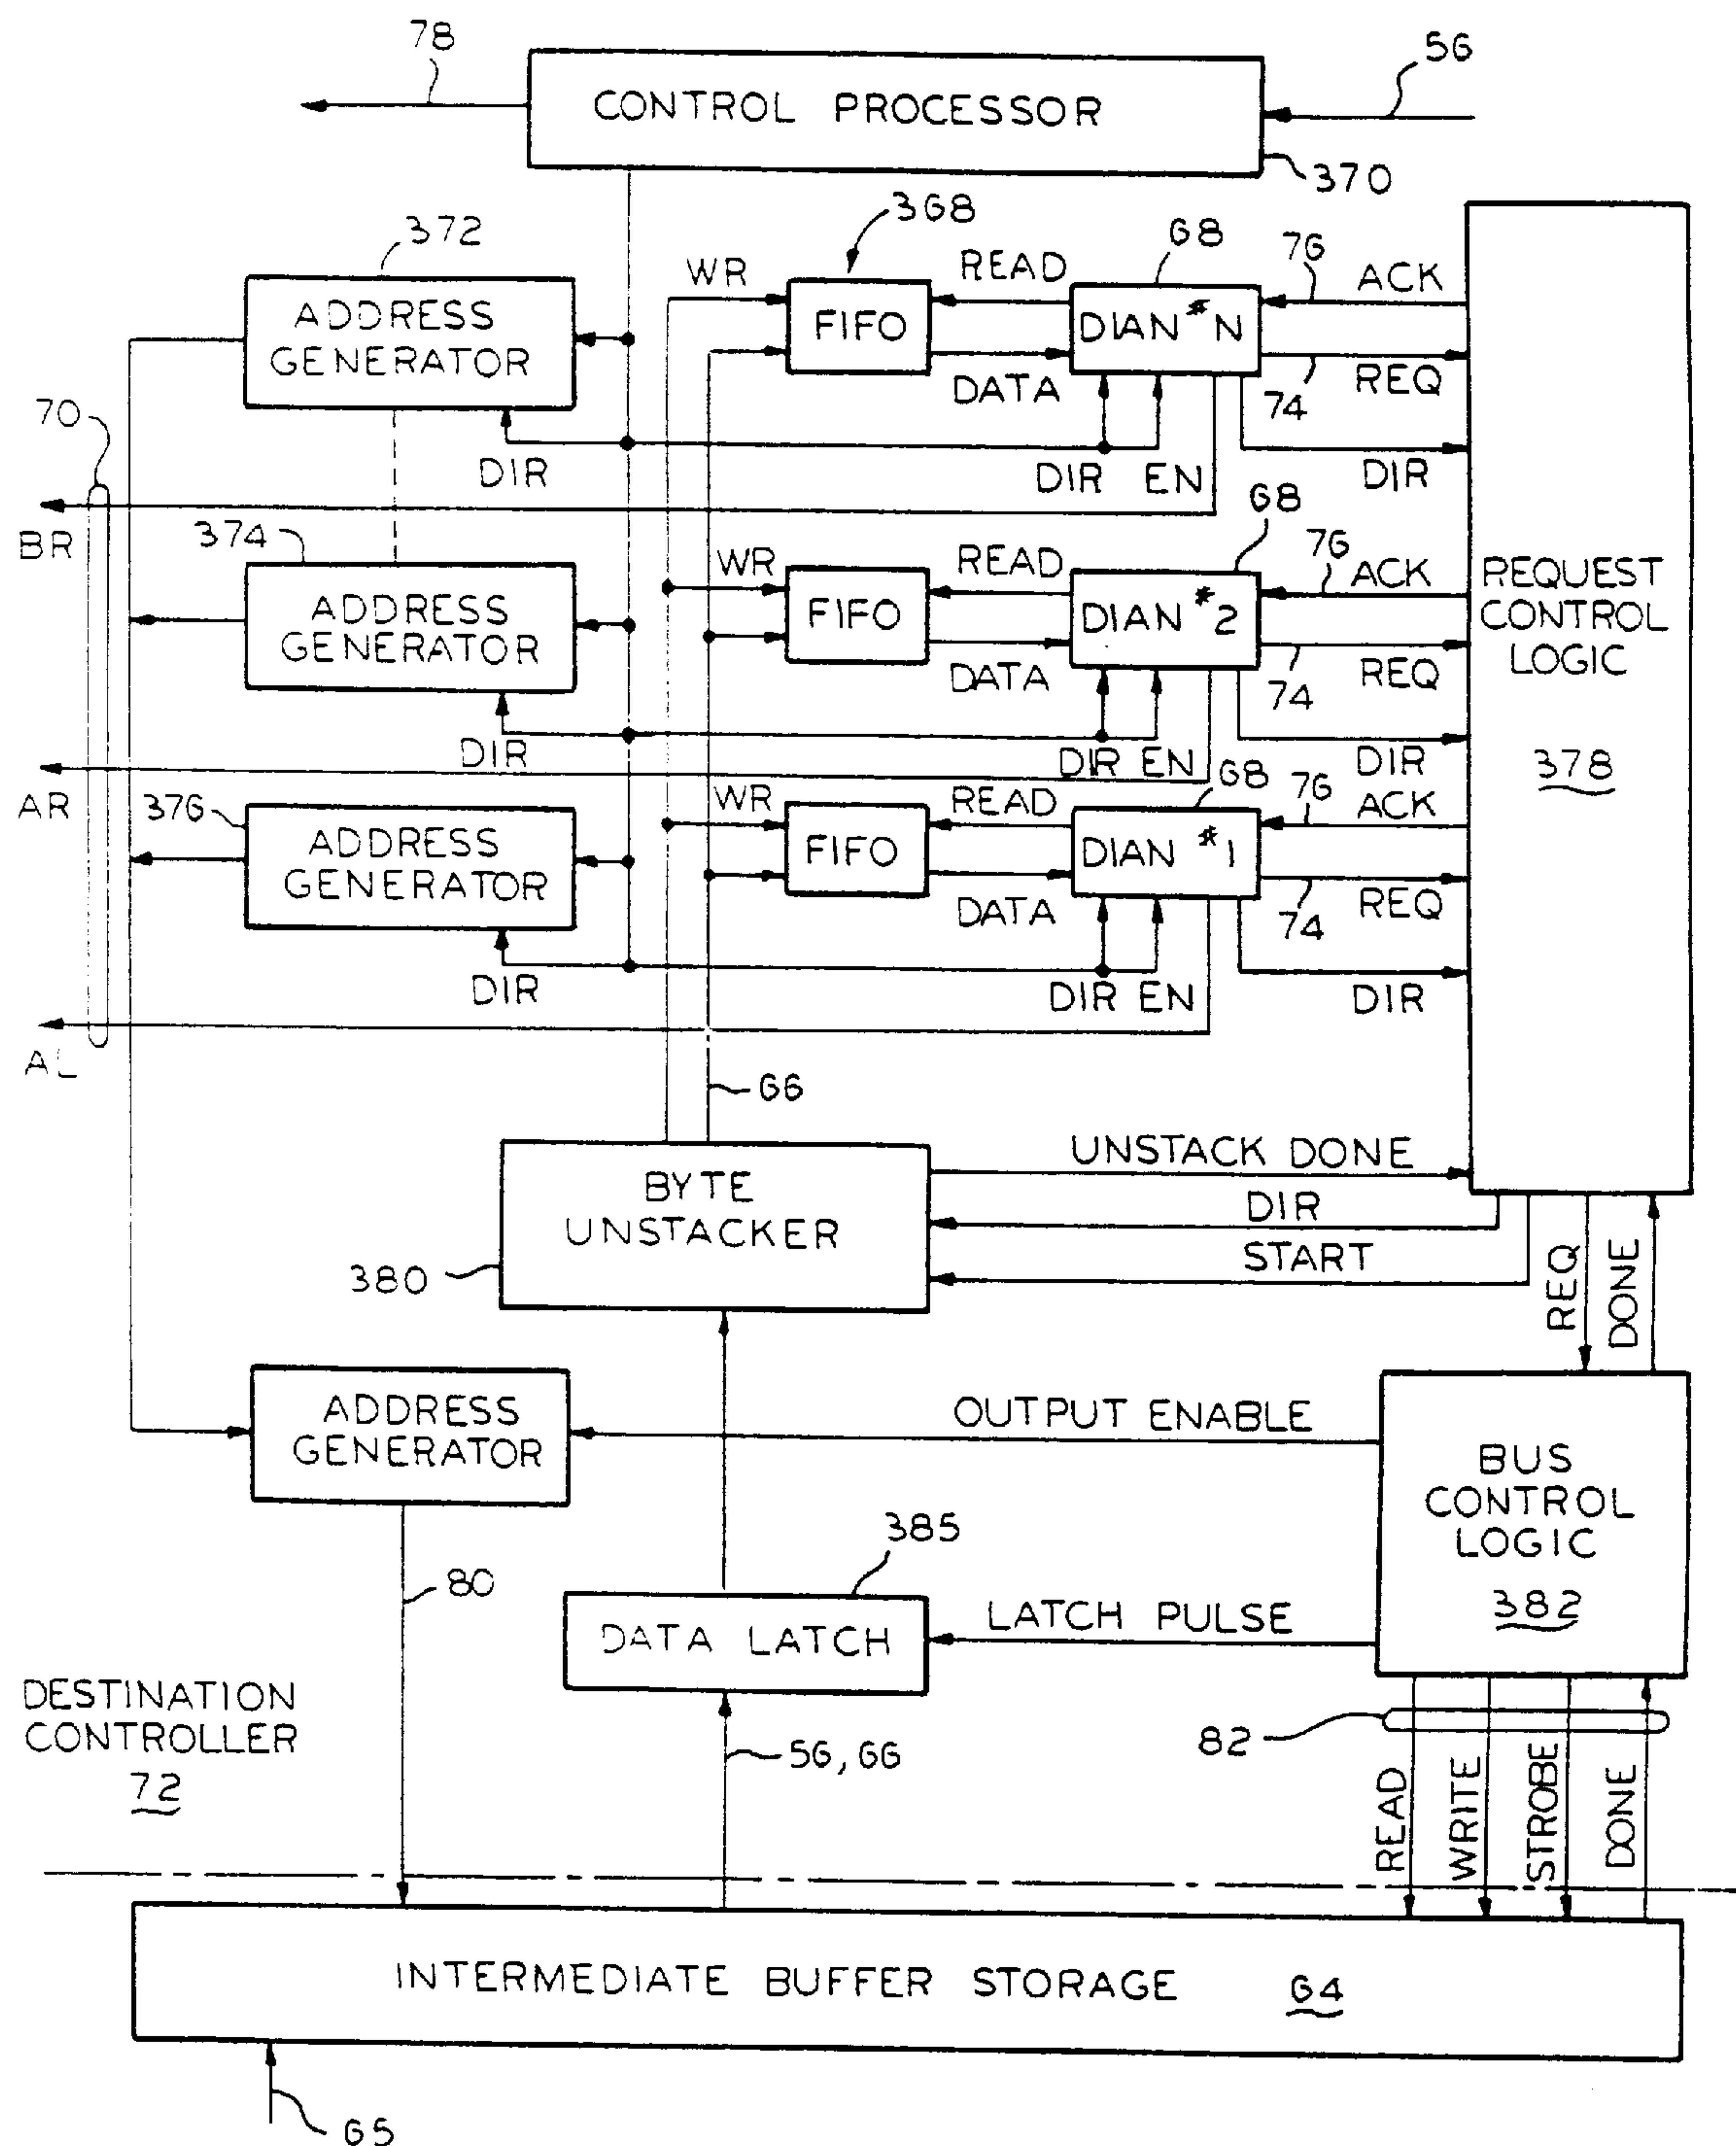 78
56
CONTROL PROCESSOR
370
372
368
68
76
ADDRESS
GENERATOR
WR
FIFO
READ
DATA
DIAN #N
ACK
REQ
74
DIR
DIR EN
DIR
70
BR
374
ADDRESS
GENERATOR
WR
FIFO
READ
DATA
68
DIAN #2
76
ACK
REQ
74
DIR
DIR EN
DIR
REQUEST
CONTROL
LOGIC
378
AR
376
ADDRESS
GENERATOR
WR
FIFO
READ
DATA
68
DIAN #1
76
ACK
REQ
74
DIR
DIR EN
DIR
AL
66
BYTE
UNSTACKER
380
UNSTACK DONE
DIR
START
REQ
DONE
ADDRESS
GENERATOR
OUTPUT ENABLE
BUS
CONTROL
LOGIC
382
80
385
DATA LATCH
LATCH PULSE
DESTINATION
CONTROLLER
72
56, 66
82
READ
WRITE
STROBE
DONE
INTERMEDIATE BUFFER STORAGE 64
65